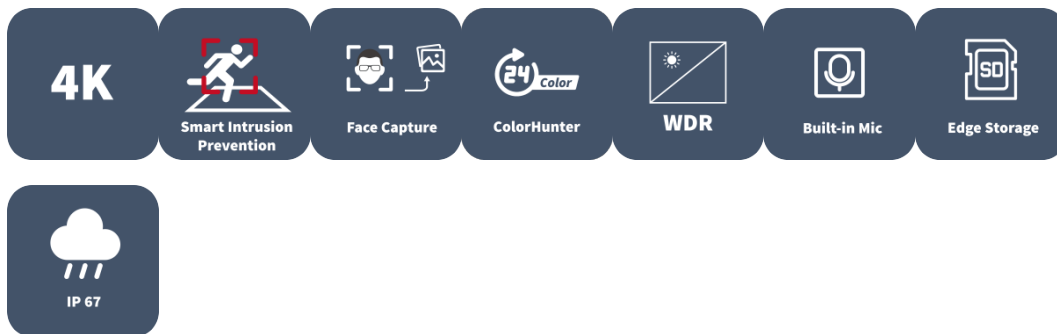 4K
Smart Intrusion
Prevention
Face Capture
24
Color
ColorHunter
WDR
Built-in Mic
SD
Edge Storage
IP 67